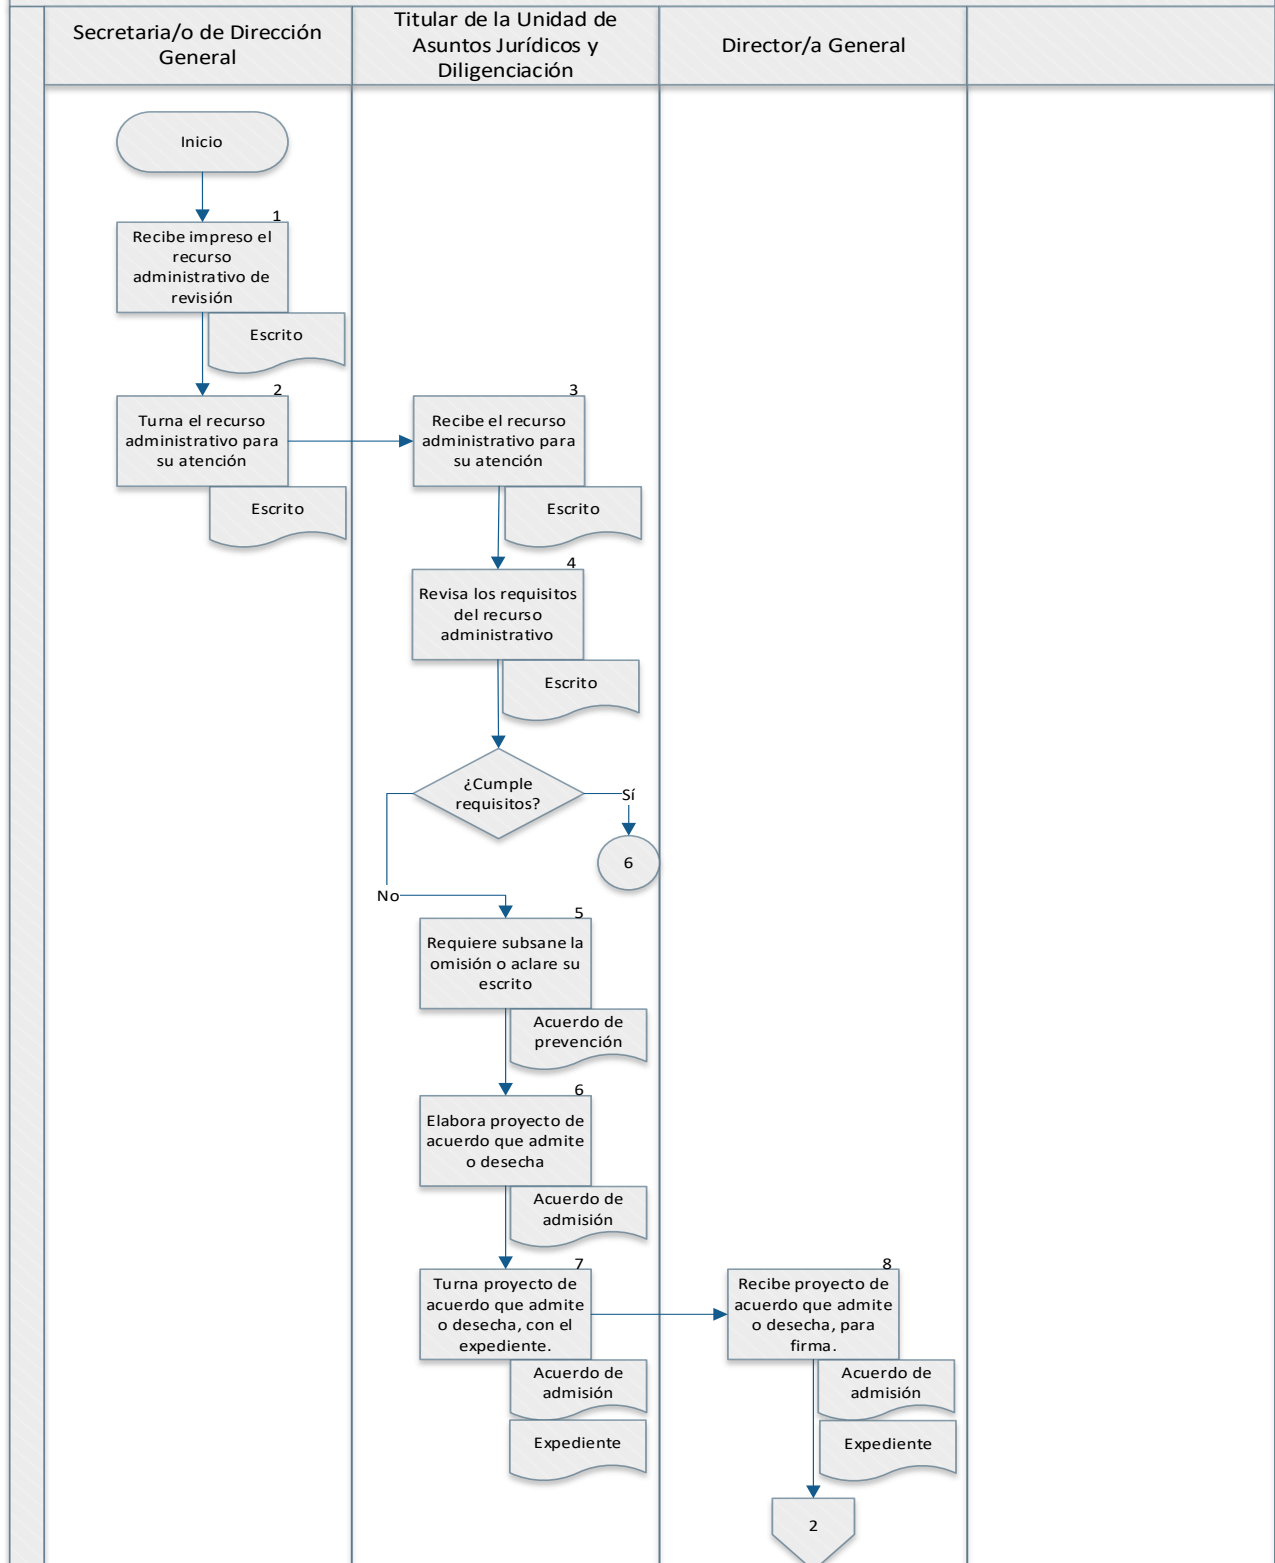 Secretaria/o de Dirección
General
Titular de la Unidad de
Asuntos Jurídicos y
Diligenciación
Director/a General
Inicio
1
Recibe impreso el
recurso
administrativo de
revisión
Escrito
2
Turna el recurso
administrativo para
su atención
Escrito
3
Recibe el recurso
administrativo para
su atención
Escrito
4
Revisa los requisitos
del recurso
administrativo
Escrito
¿Cumple
requisitos?
Sí
6
No
5
Requiere subsane la
omisión o aclare su
escrito
Acuerdo de
prevención
6
Elabora proyecto de
acuerdo que admite
o desecha
Acuerdo de
admisión
7
Turna proyecto de
acuerdo que admite
o desecha, con el
expediente.
Acuerdo de
admisión
Expediente
8
Recibe proyecto de
acuerdo que admite
o desecha, para
firma.
Acuerdo de
admisión
Expediente
2